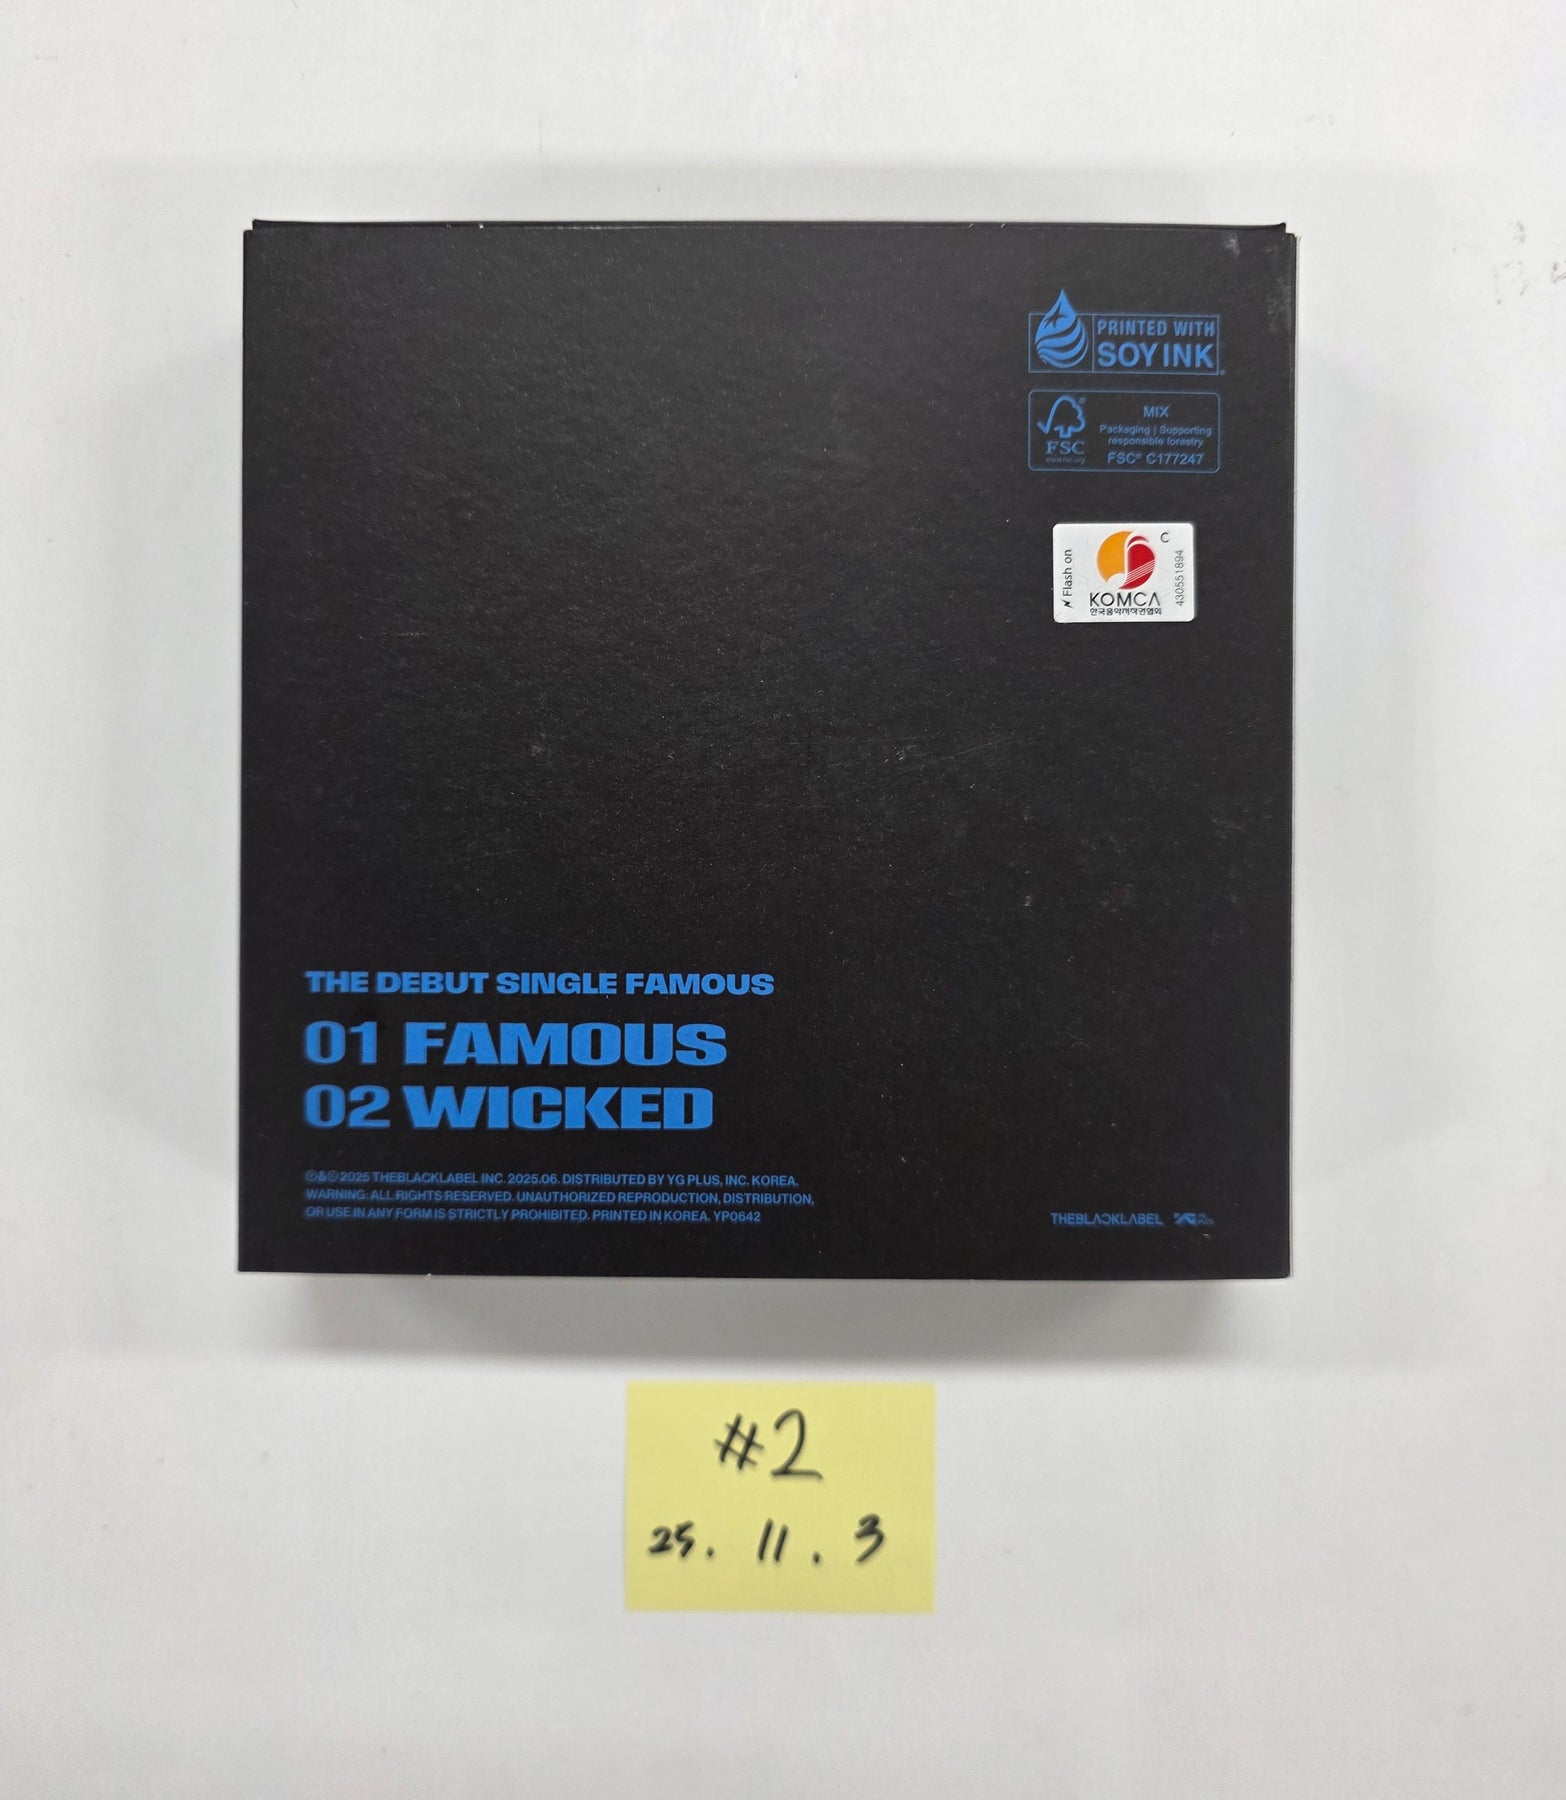 PRINTED WITH
SOY INK
FSC
www.fsc.org
MIX
Packaging | Supporting
responsible forestry
FSC® C177247
Flash on
C
KOMCA
한국음악저작권협회
430551894
THE DEBUT SINGLE FAMOUS
01 FAMOUS
02 WICKED
℗&© 2025 THEBLACKLABEL INC. 2025.06. DISTRIBUTED BY YG PLUS, INC. KOREA.
WARNING: ALL RIGHTS RESERVED. UNAUTHORIZED REPRODUCTION, DISTRIBUTION,
OR USE IN ANY FORM IS STRICTLY PROHIBITED. PRINTED IN KOREA. YP0642
THEBLACKLABEL
#2
25. 11. 3